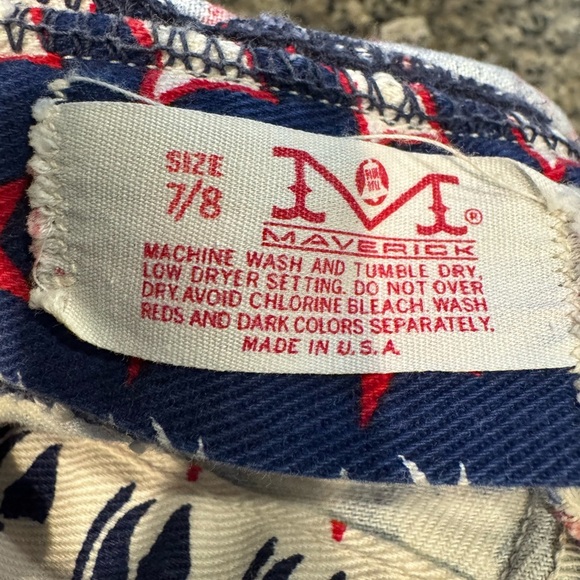 SIZE
7/8
M ®
MAVERICK
MACHINE WASH AND TUMBLE DRY.
LOW DRYER SETTING. DO NOT OVER
DRY. AVOID CHLORINE BLEACH WASH
REDS AND DARK COLORS SEPARATELY.
MADE IN U.S.A.